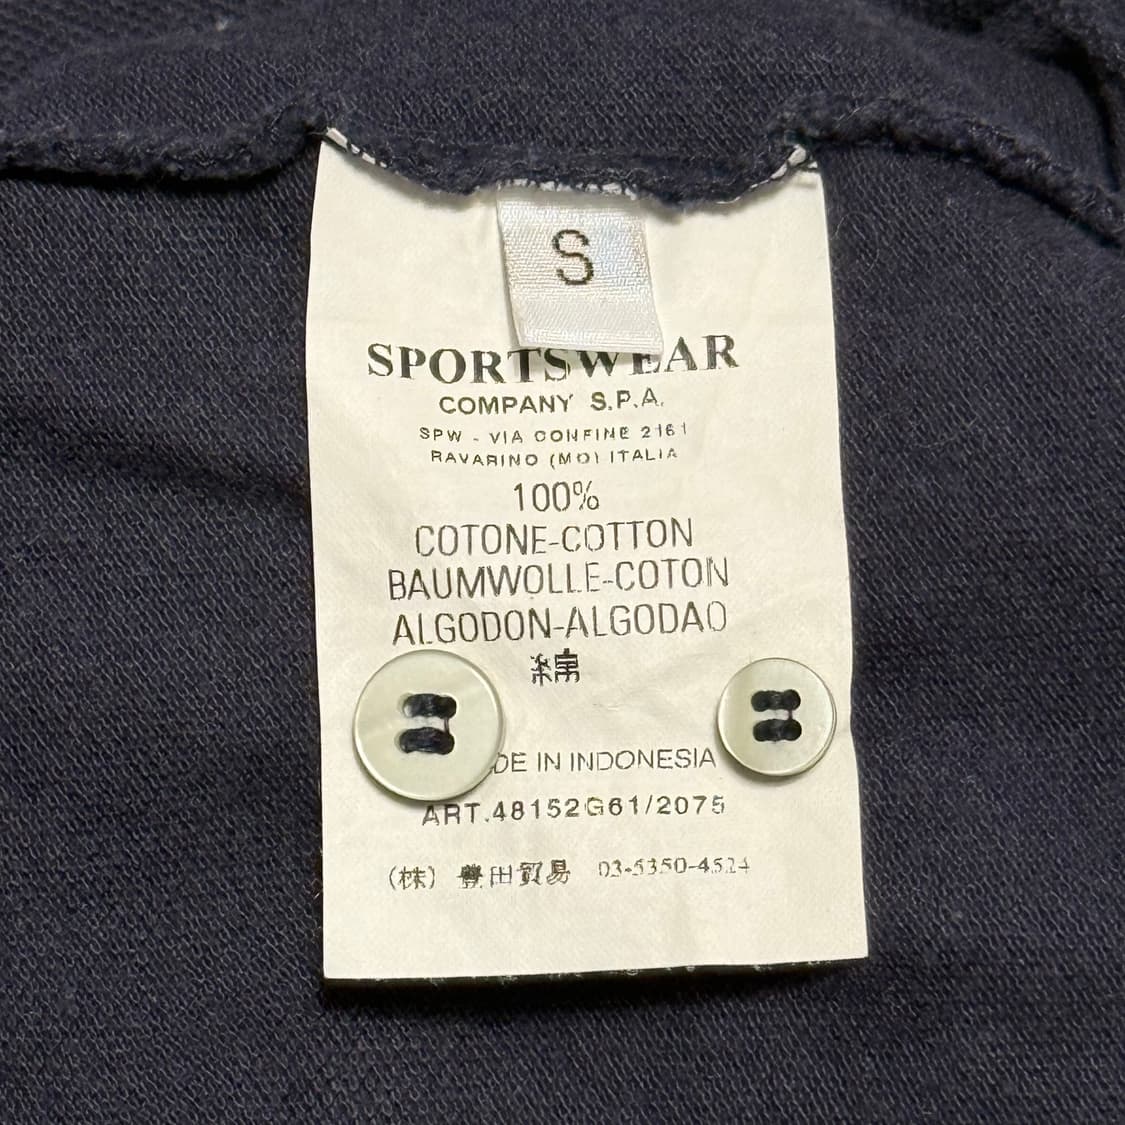 S
SPORTSWEAR
COMPANY S.P.A.
SPW - VIA CONFINE 2161
RAVARINO (MO) ITALIA
100%
COTONE-COTTON
BAUMWOLLE-COTON
ALGODON-ALGODAO
綿
DE IN INDONESIA
ART.48152G61/2075
(株) 豊田貿易 03-5350-4524